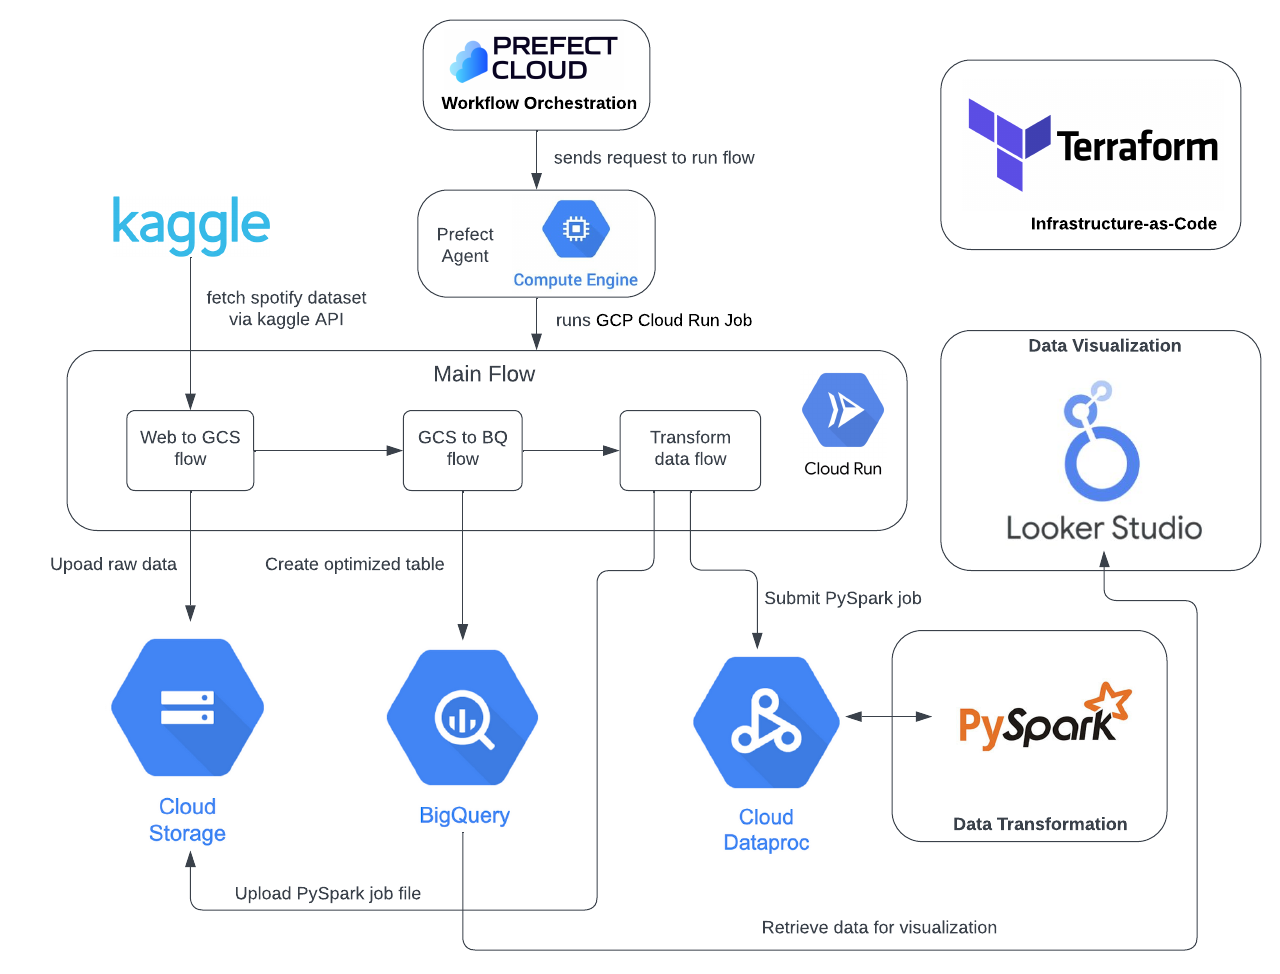 PREFECT
CLOUD
Workflow Orchestration
sends request to run flow
Terraform
Infrastructure-as-Code
kaggle
Prefect
Agent
Compute Engine
fetch spotify dataset
via kaggle API
runs GCP Cloud Run Job
Main Flow
Web to GCS
flow
GCS to BQ
flow
Transform
data flow
Cloud Run
Data Visualization
Looker Studio
Upoad raw data
Create optimized table
Submit PySpark job
Cloud
Storage
BigQuery
Cloud
Dataproc
PySpark
Data Transformation
Upload PySpark job file
Retrieve data for visualization